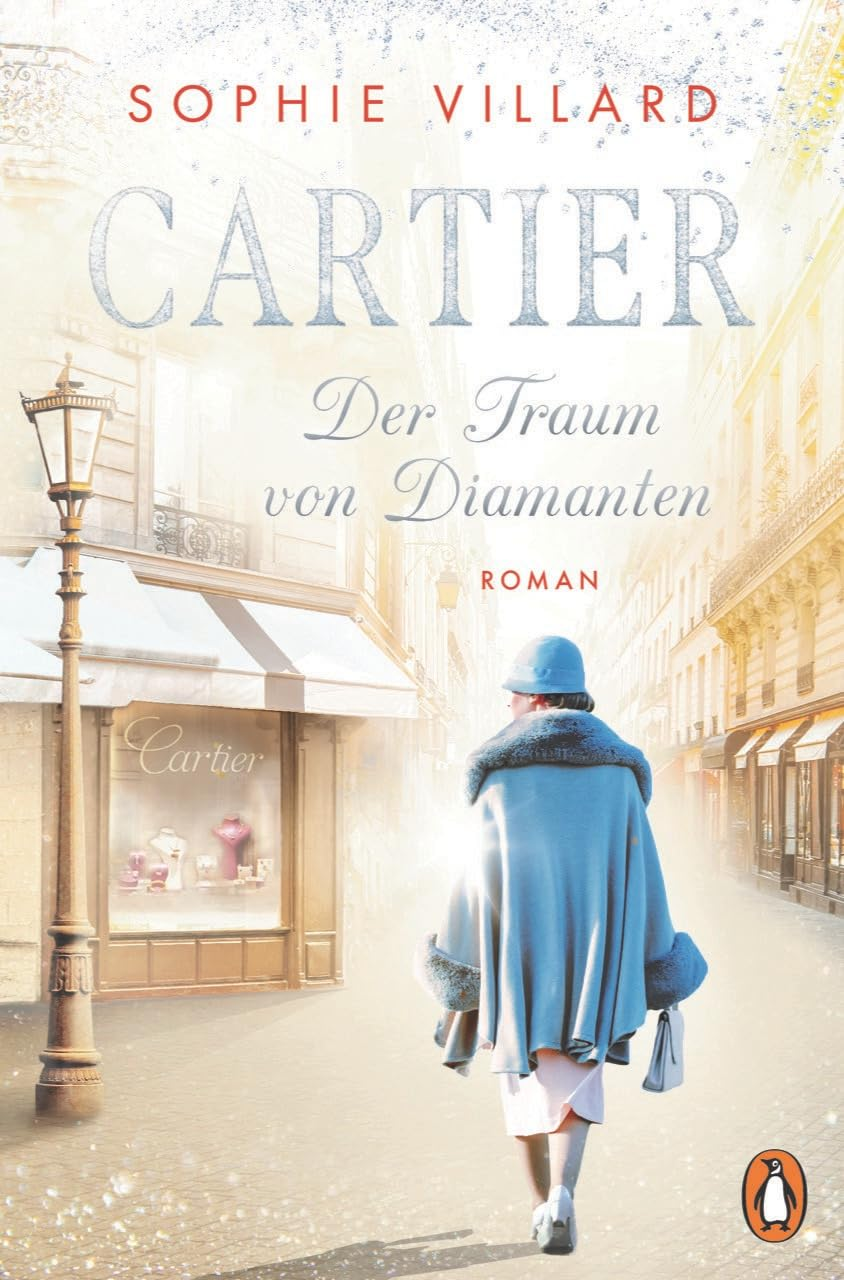 SOPHIE VILLARD
CARTIER
Der Traum
von Diamanten
ROMAN
Cartier